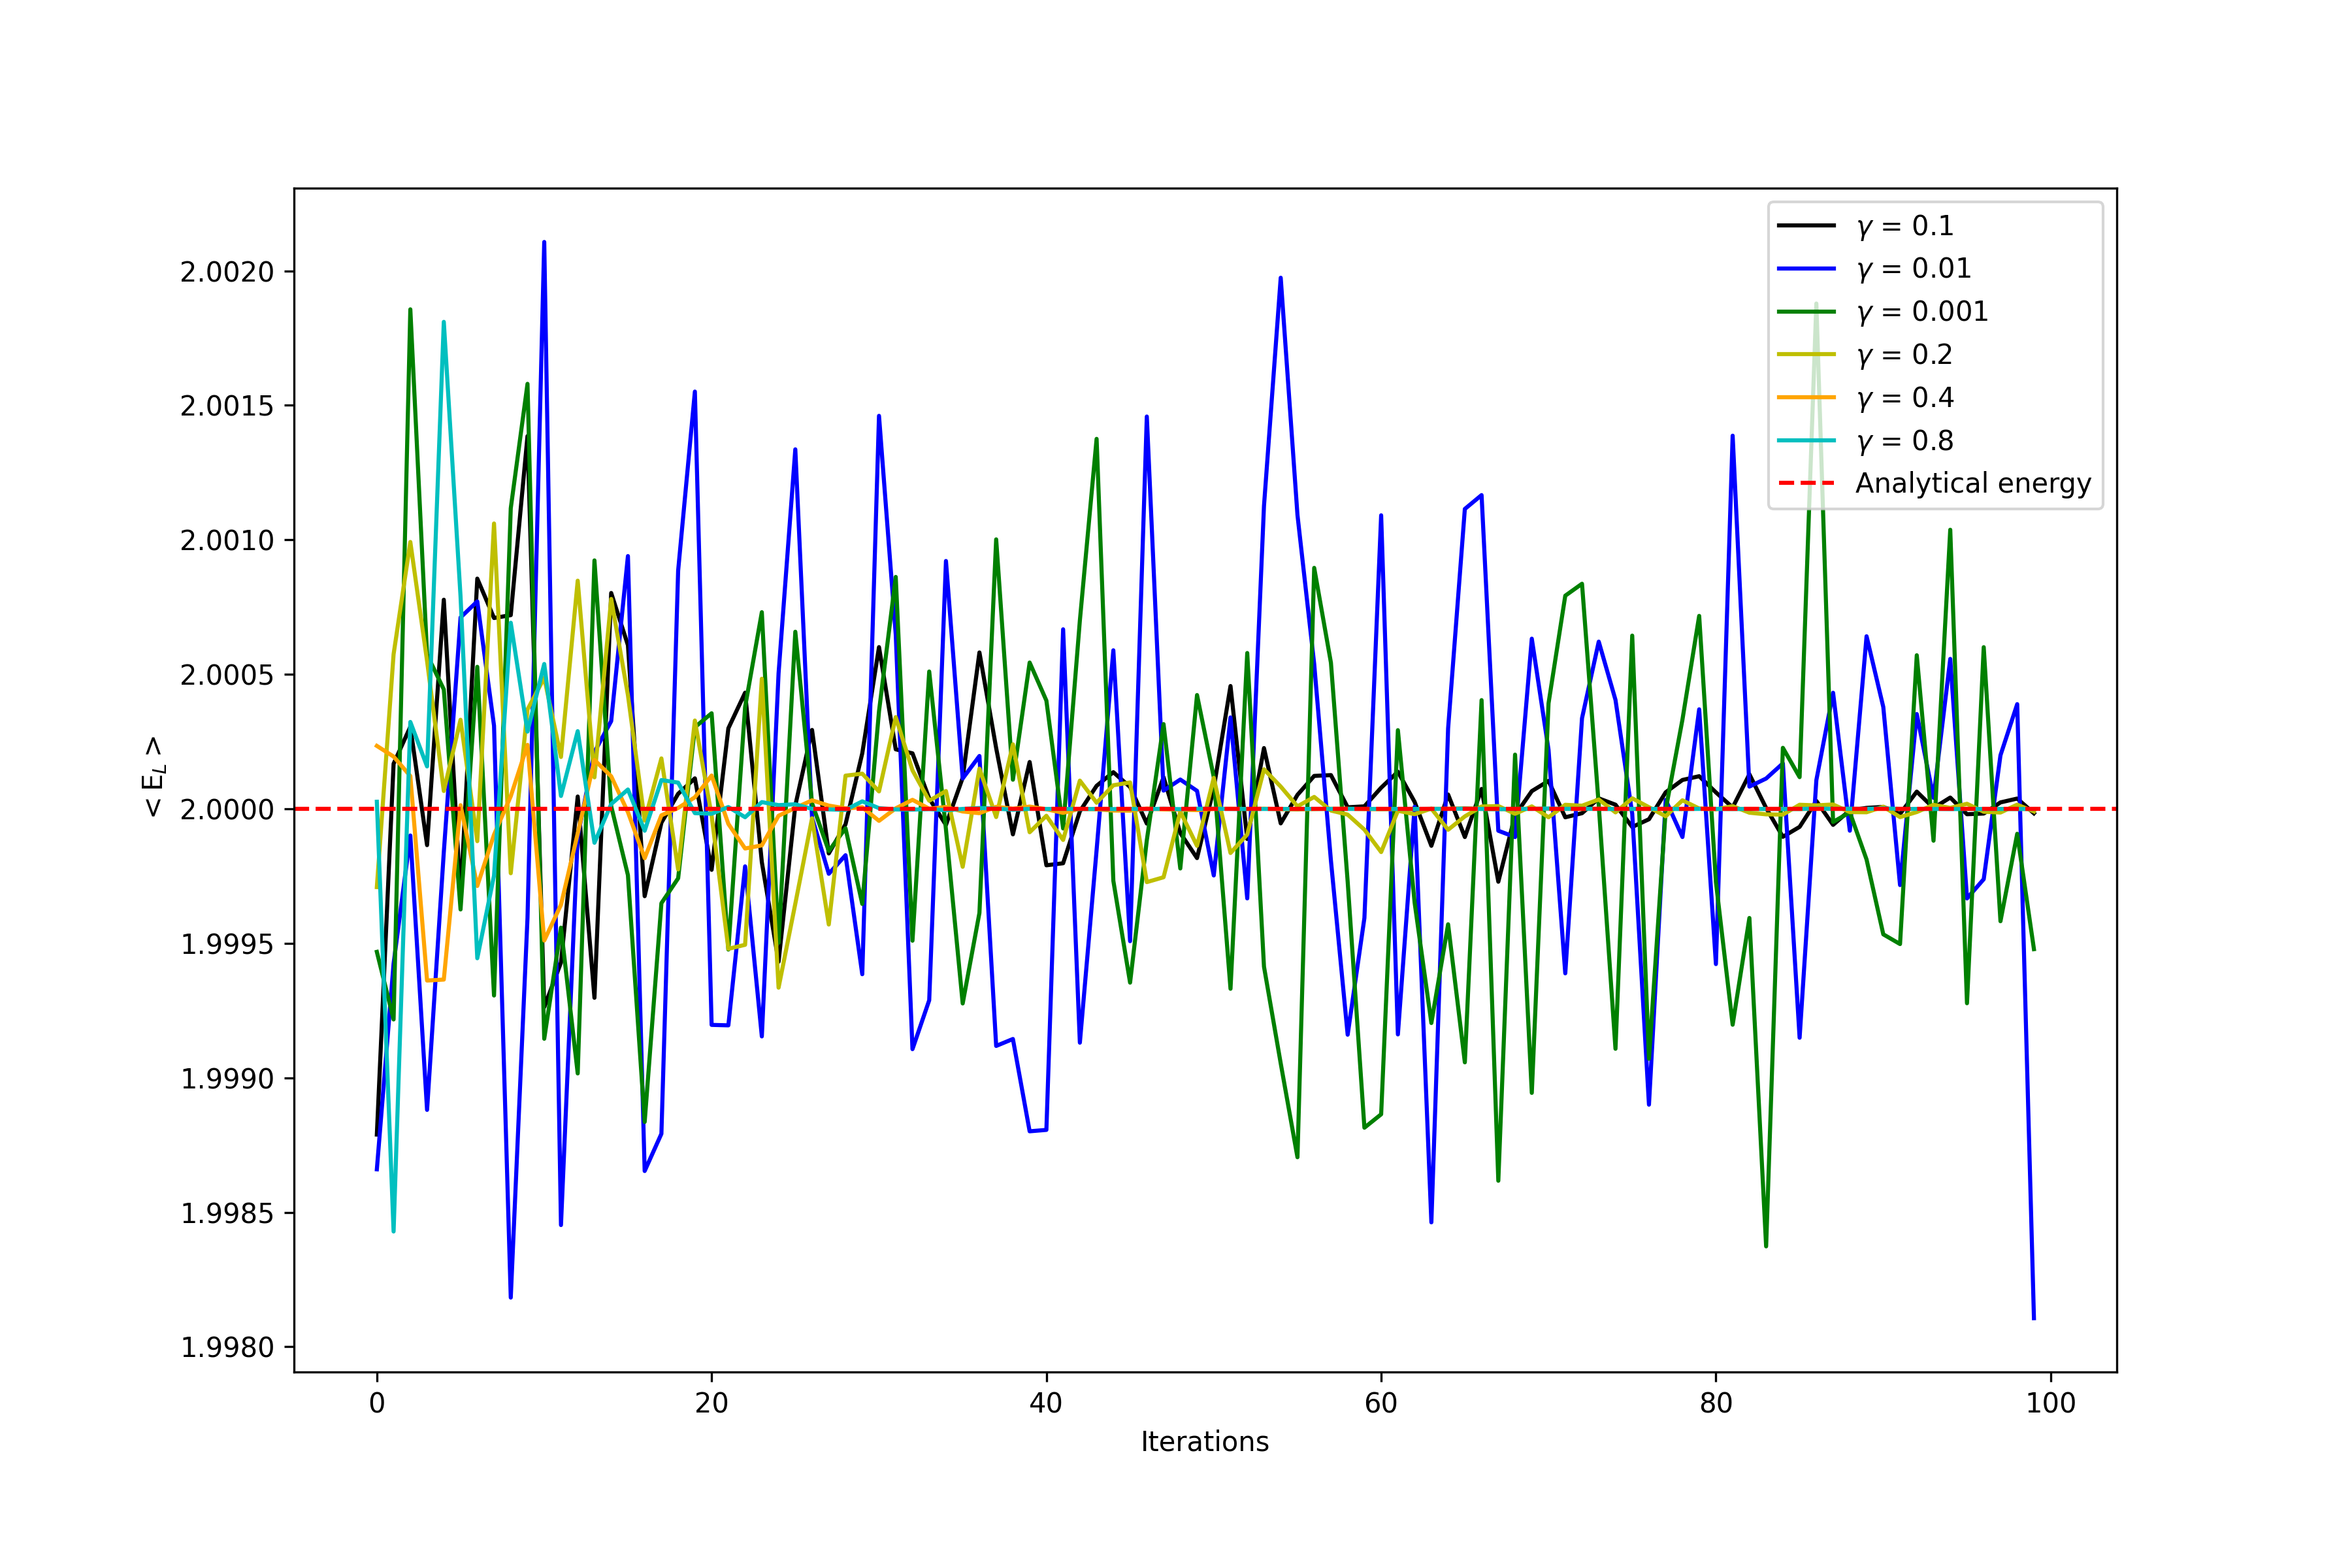 γ = 0.1
γ = 0.01
γ = 0.001
γ = 0.2
γ = 0.4
γ = 0.8
Analytical energy
2.0020
2.0015
2.0010
2.0005
2.0000
1.9995
1.9990
1.9985
1.9980
< E_L >
0 20 40 60 80 100
Iterations